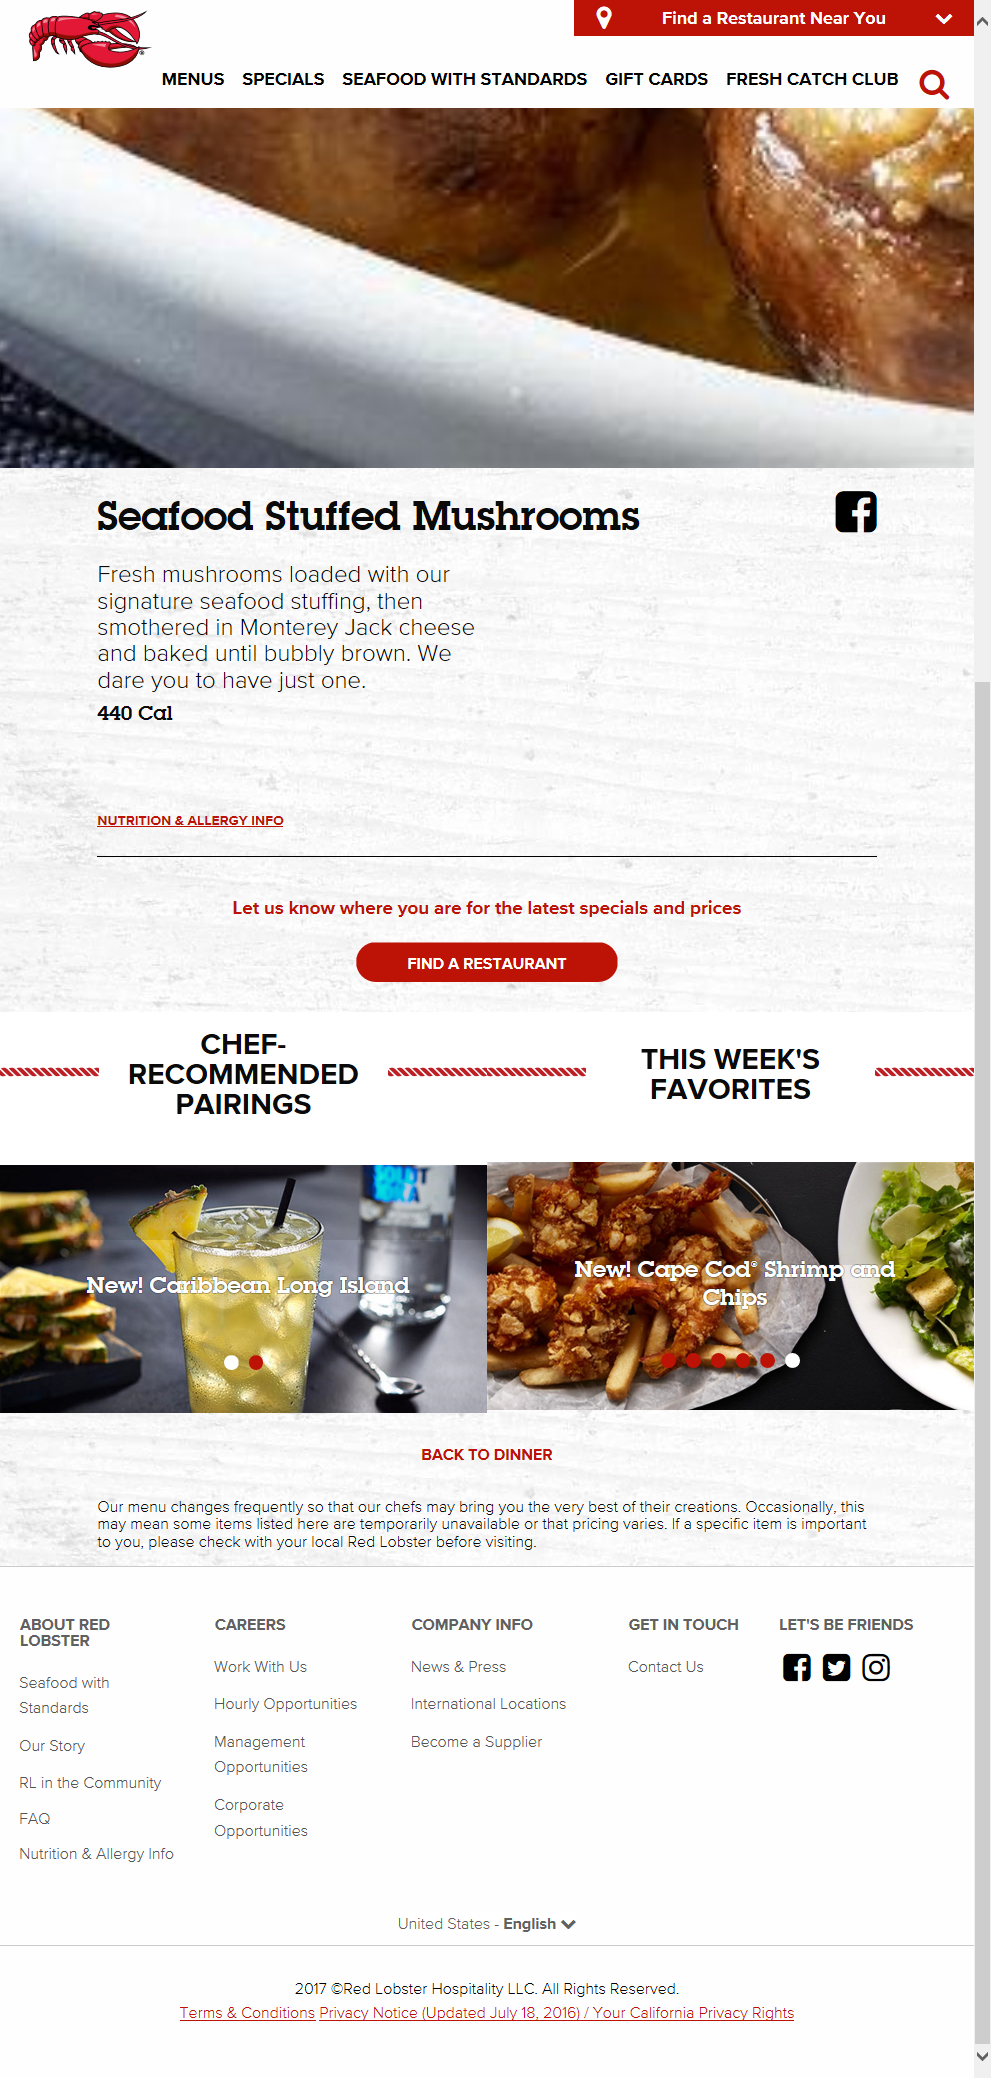 Find a Restaurant Near You
MENUS SPECIALS SEAFOOD WITH STANDARDS GIFT CARDS FRESH CATCH CLUB
Seafood Stuffed Mushrooms
Fresh mushrooms loaded with our
signature seafood stuffing, then
smothered in Monterey Jack cheese
and baked until bubbly brown. We
dare you to have just one.
440 Cal
NUTRITION & ALLERGY INFO
Let us know where you are for the latest specials and prices
FIND A RESTAURANT
CHEF-
RECOMMENDED
PAIRINGS
THIS WEEK'S
FAVORITES
New! Caribbean Long Island
New! Cape Cod® Shrimp and
Chips
BACK TO DINNER
Our menu changes frequently so that our chefs may bring you the very best of their creations. Occasionally, this
may mean some items listed here are temporarily unavailable or that pricing varies. If a specific item is important
to you, please check with your local Red Lobster before visiting.
ABOUT RED
LOBSTER
Seafood with
Standards
Our Story
RL in the Community
FAQ
Nutrition & Allergy Info
CAREERS
Work With Us
Hourly Opportunities
Management
Opportunities
Corporate
Opportunities
COMPANY INFO
News & Press
International Locations
Become a Supplier
GET IN TOUCH
Contact Us
LET'S BE FRIENDS
United States - English
2017 ©Red Lobster Hospitality LLC. All Rights Reserved.
Terms & Conditions Privacy Notice (Updated July 18, 2016) / Your California Privacy Rights